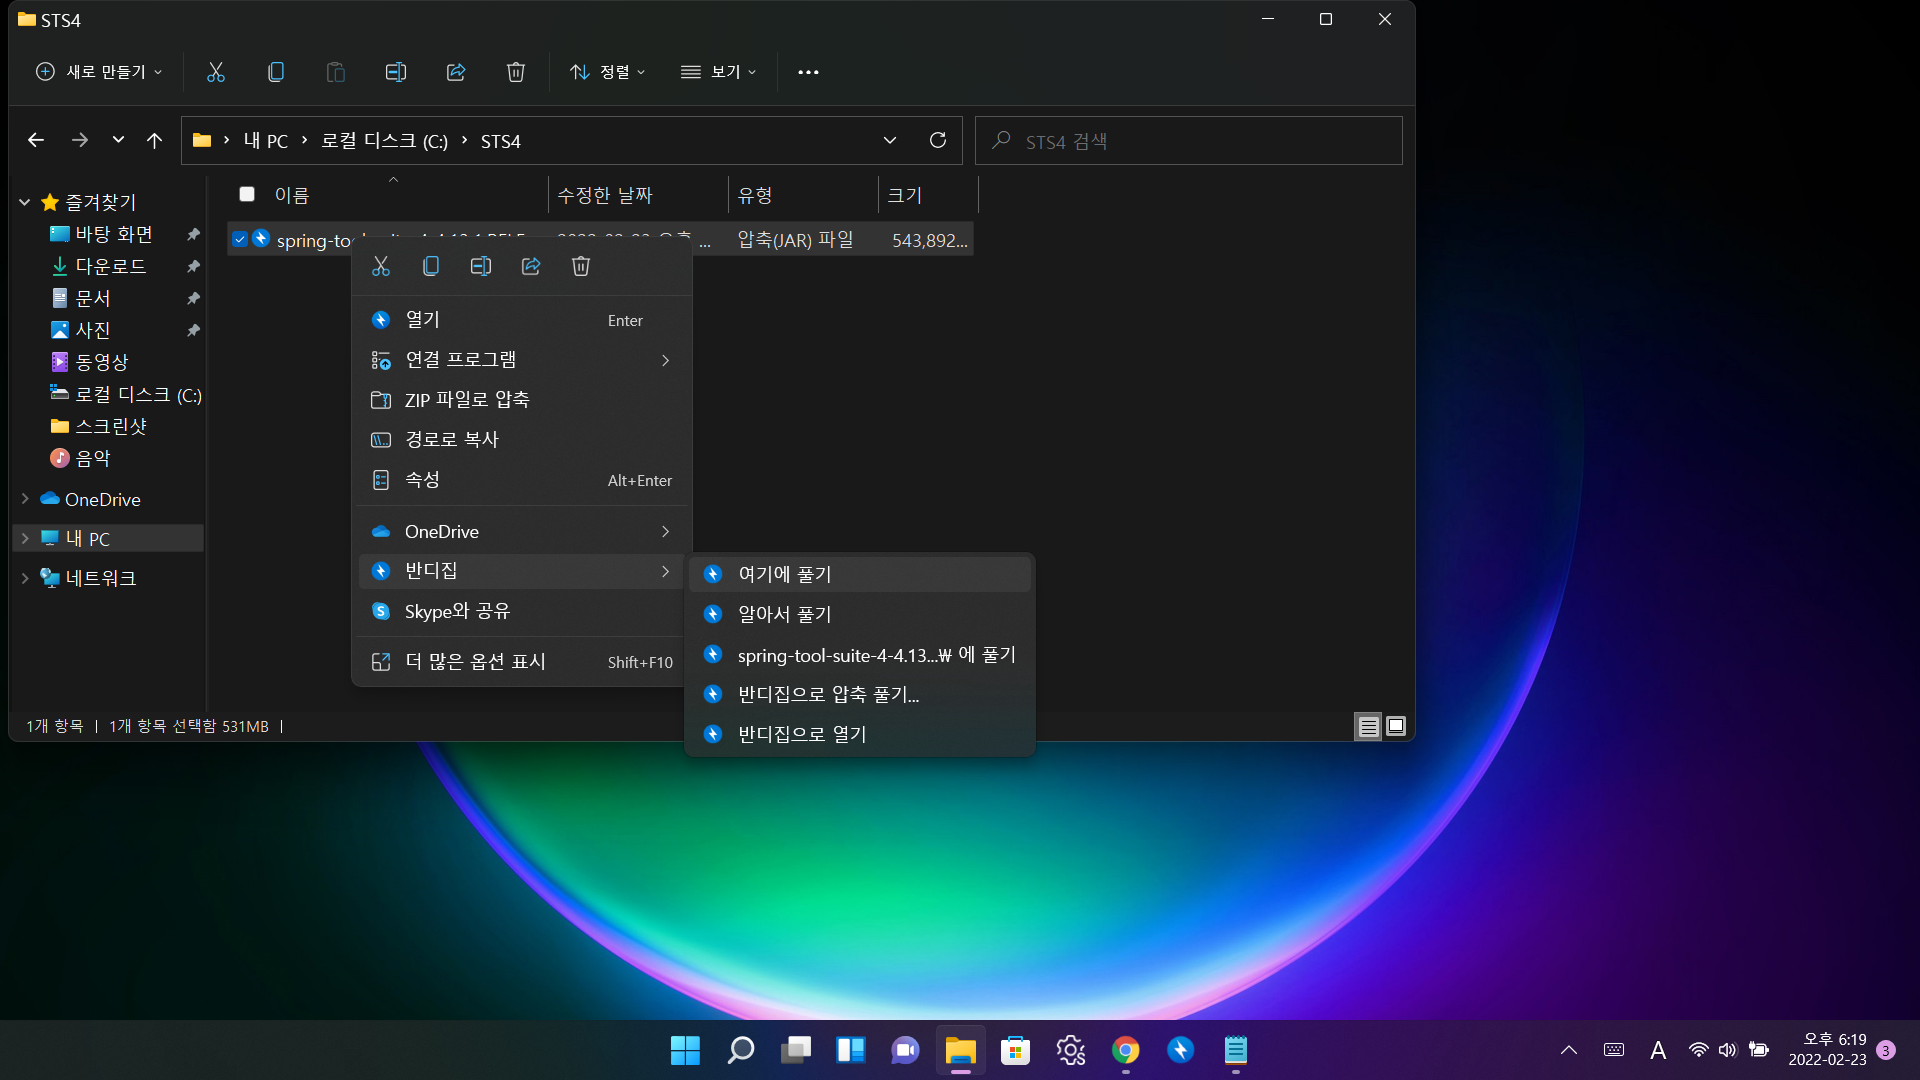 STS4
새로 만들기
정렬
보기
내 PC > 로컬 디스크 (C:) > STS4
STS4 검색
이름
수정한 날짜
유형
크기
압축(JAR) 파일
543,892...
즐겨찾기
바탕 화면
다운로드
문서
사진
동영상
로컬 디스크 (C:)
스크린샷
음악
OneDrive
내 PC
네트워크
열기 Enter
연결 프로그램
ZIP 파일로 압축
경로로 복사
속성 Alt+Enter
OneDrive
반디집
Skype와 공유
더 많은 옵션 표시 Shift+F10
여기에 풀기
알아서 풀기
spring-tool-suite-4-4.13...₩ 에 풀기
반디집으로 압축 풀기...
반디집으로 열기
1개 항목 | 1개 항목 선택함 531MB |
A
오후 6:19
2022-02-23
3